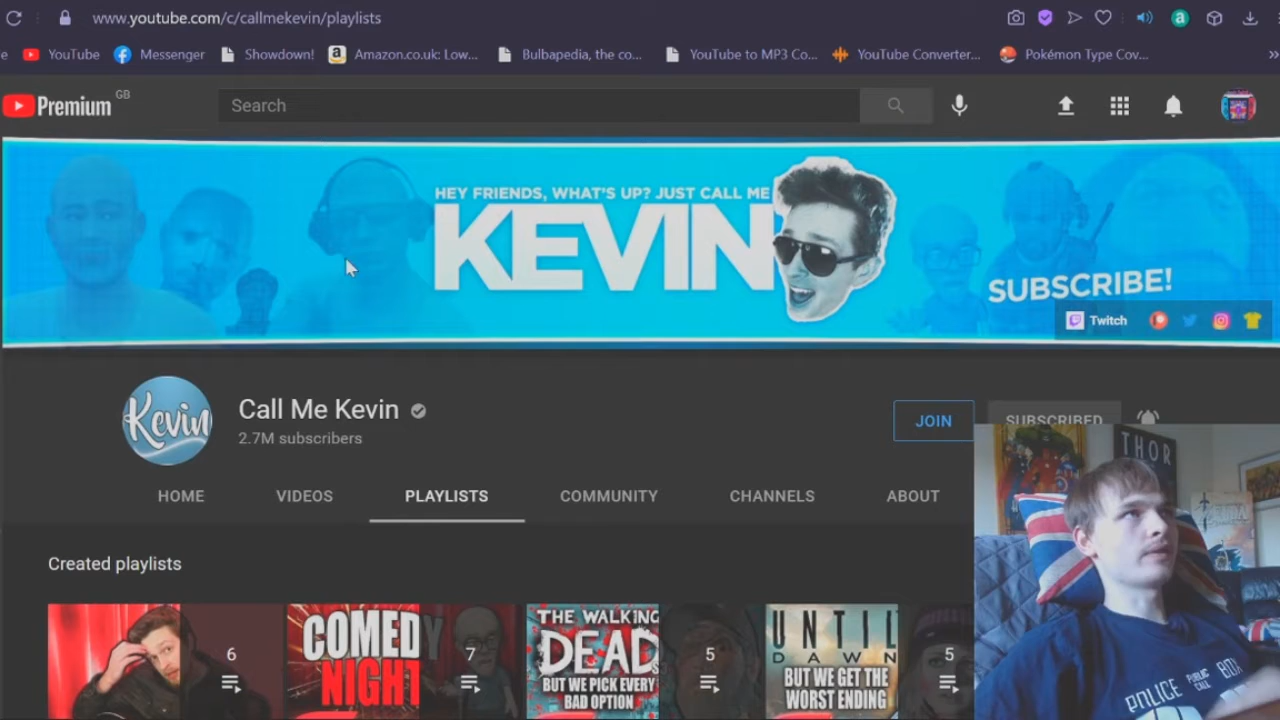 www.youtube.com/c/callmekevin/playlists
e YouTube Messenger Showdown! Amazon.co.uk: Low... Bulbapedia, the co... YouTube to MP3 Co... YouTube Converter... Pokémon Type Cov... »
Premium GB
Search
HEY FRIENDS, WHAT'S UP? JUST CALL ME
KEVIN
SUBSCRIBE!
Twitch
Kevin
Call Me Kevin
2.7M subscribers
JOIN
SUBSCRIBED
HOME VIDEOS PLAYLISTS COMMUNITY CHANNELS ABOUT
Created playlists
6
COMEDY
NIGHT
7
THE WALKING
DEAD
BUT WE PICK EVERY
BAD OPTION
5
UNTIL
DAWN
BUT WE GET THE
WORST ENDING
5
THOR
POLICE PUBLIC CALL BOX